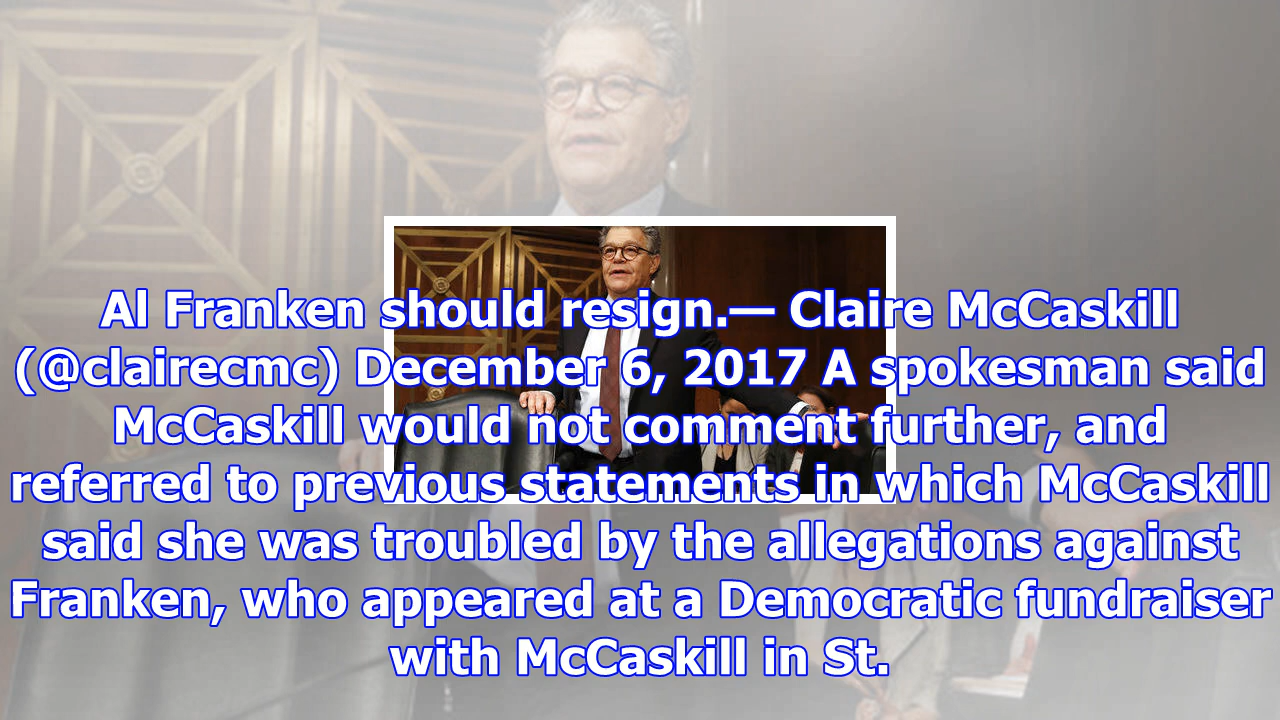 Al Franken should resign.— Claire McCaskill
(@clairecmc) December 6, 2017 A spokesman said
McCaskill would not comment further, and
referred to previous statements in which McCaskill
said she was troubled by the allegations against
Franken, who appeared at a Democratic fundraiser
with McCaskill in St.